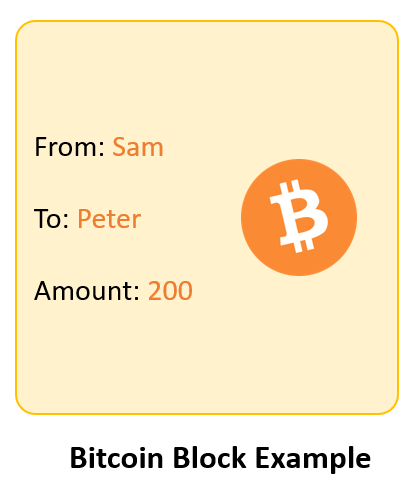 From: Sam
To: Peter
Amount: 200
Bitcoin Block Example